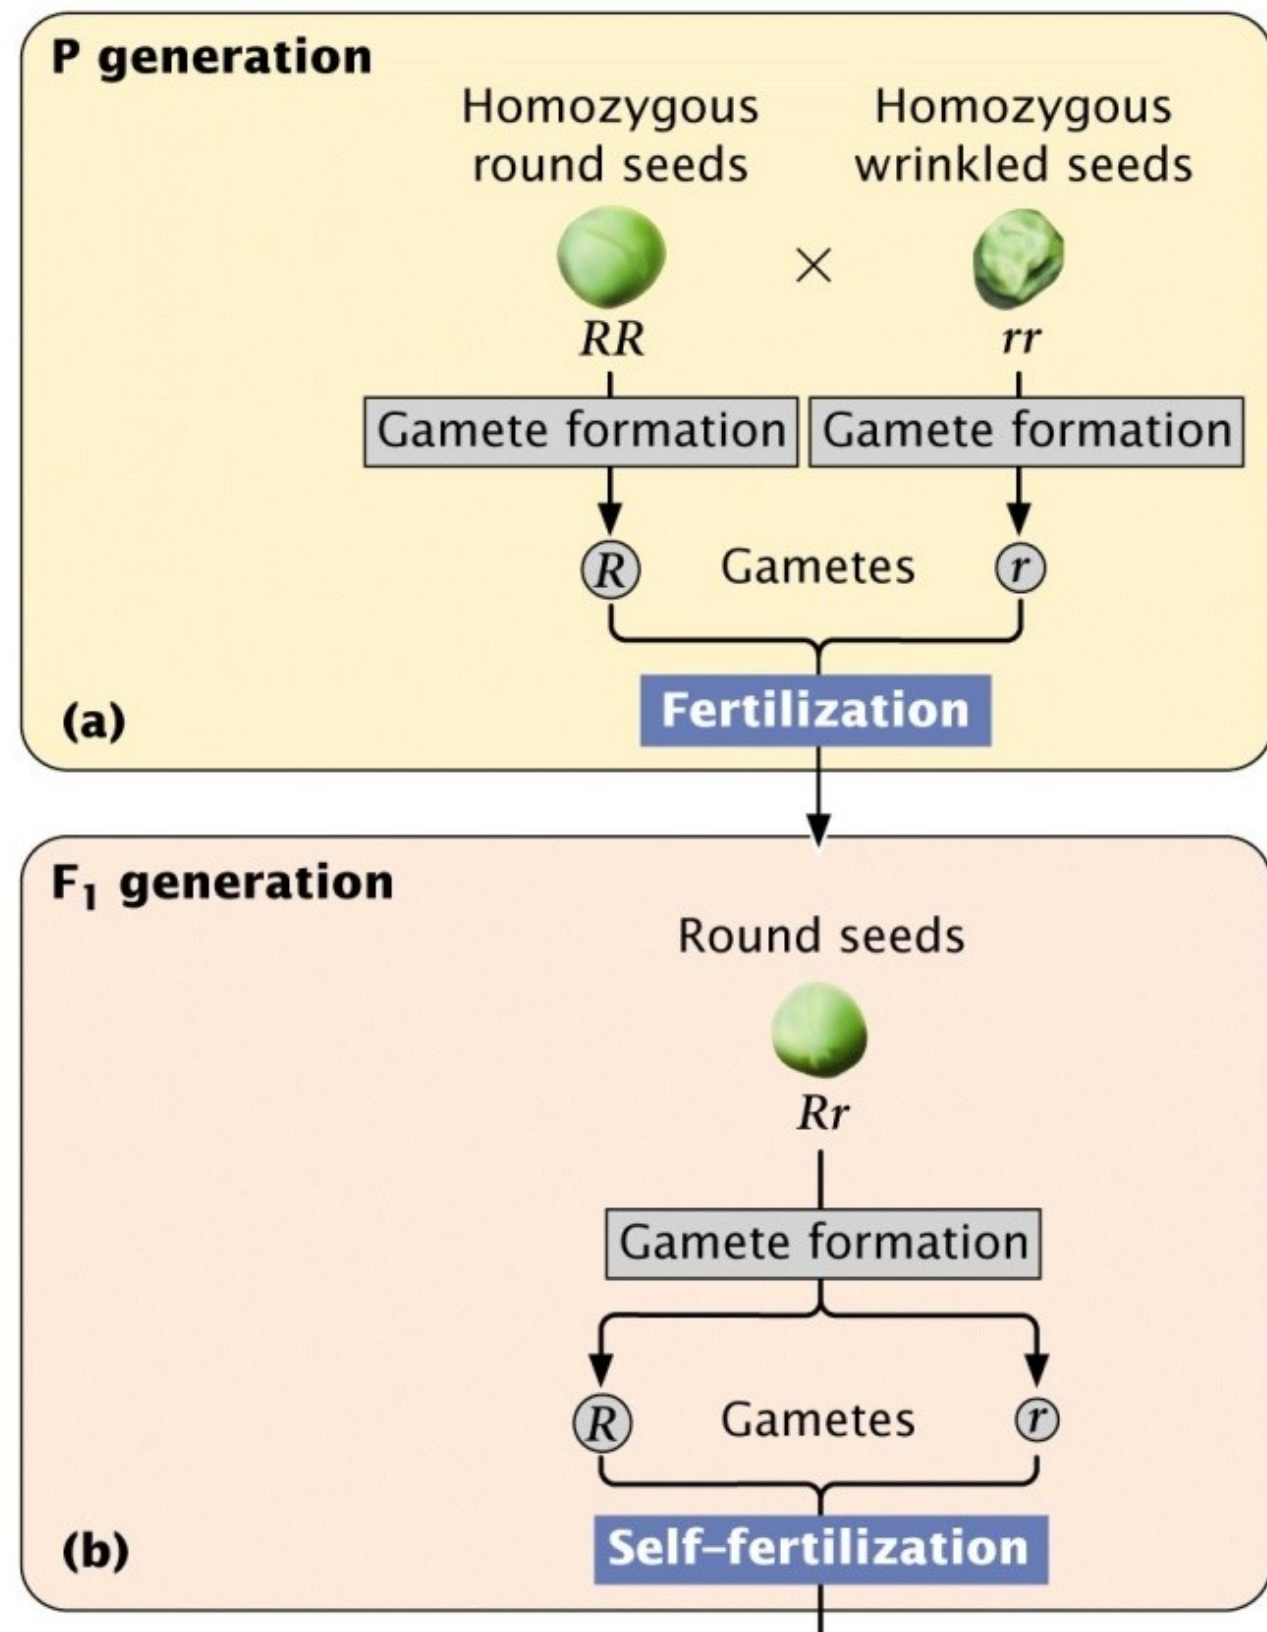 P generation
Homozygous Homozygous
round seeds wrinkled seeds
×
RR rr
Gamete formation Gamete formation
R Gametes r
Fertilization
(a)
F₁ generation
Round seeds
Rr
Gamete formation
R Gametes r
Self–fertilization
(b)